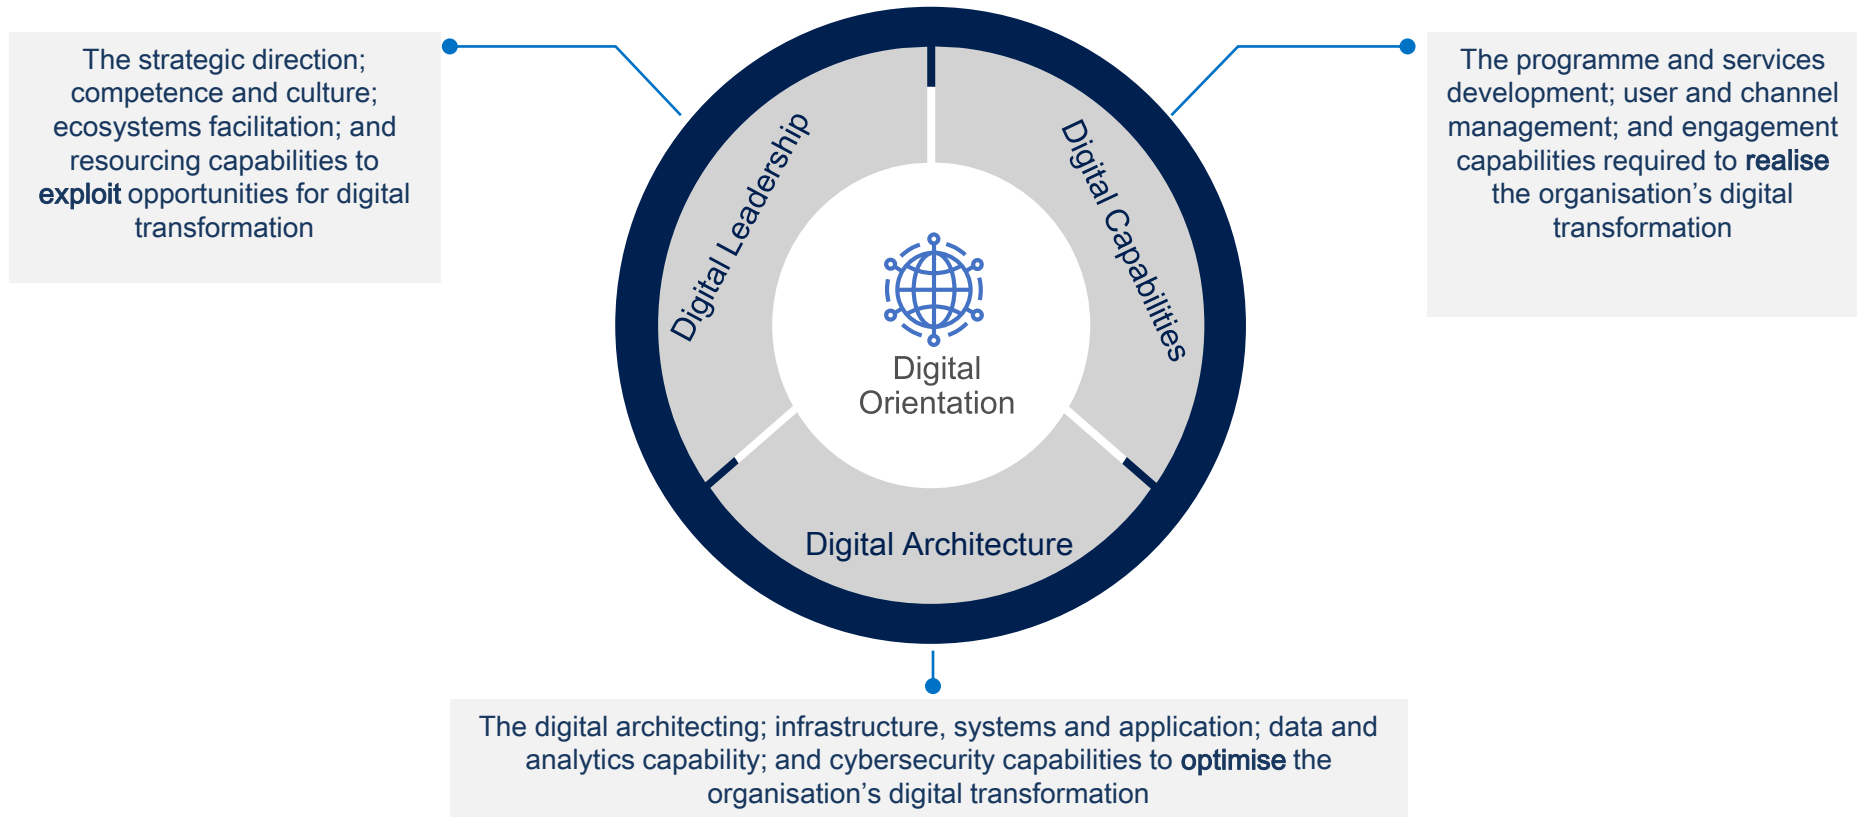 The strategic direction;
competence and culture;
ecosystems facilitation; and
resourcing capabilities to
exploit opportunities for digital
transformation
Digital Leadership
Digital Capabilities
The programme and services
development; user and channel
management; and engagement
capabilities required to realise
the organisation’s digital
transformation
Digital
Orientation
Digital Architecture
The digital architecting; infrastructure, systems and application; data and
analytics capability; and cybersecurity capabilities to optimise the
organisation’s digital transformation